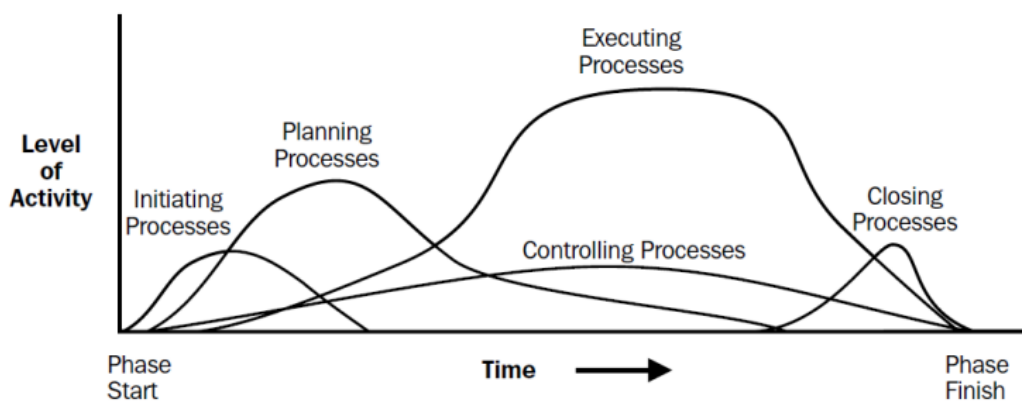 Executing
Processes
Planning
Processes
Level
of
Activity
Initiating
Processes
Closing
Processes
Controlling Processes
Phase
Start
Time
Phase
Finish